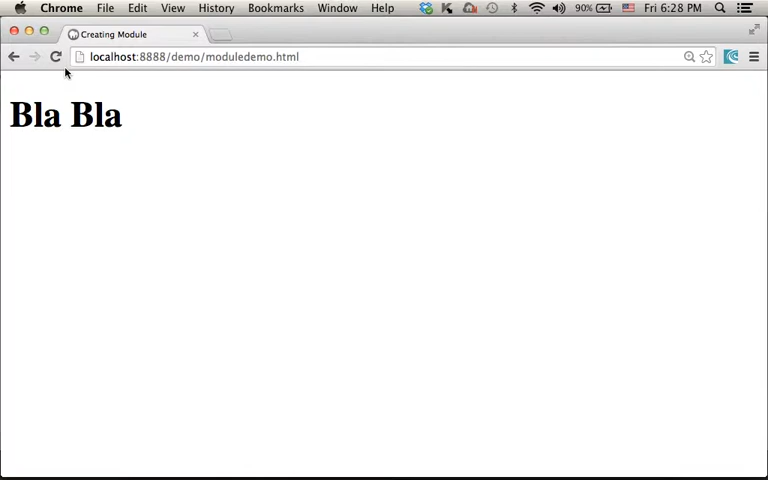 Chrome File Edit View History Bookmarks Window Help 90% Fri 6:28 PM
Creating Module
localhost:8888/demo/moduledemo.html
Bla Bla